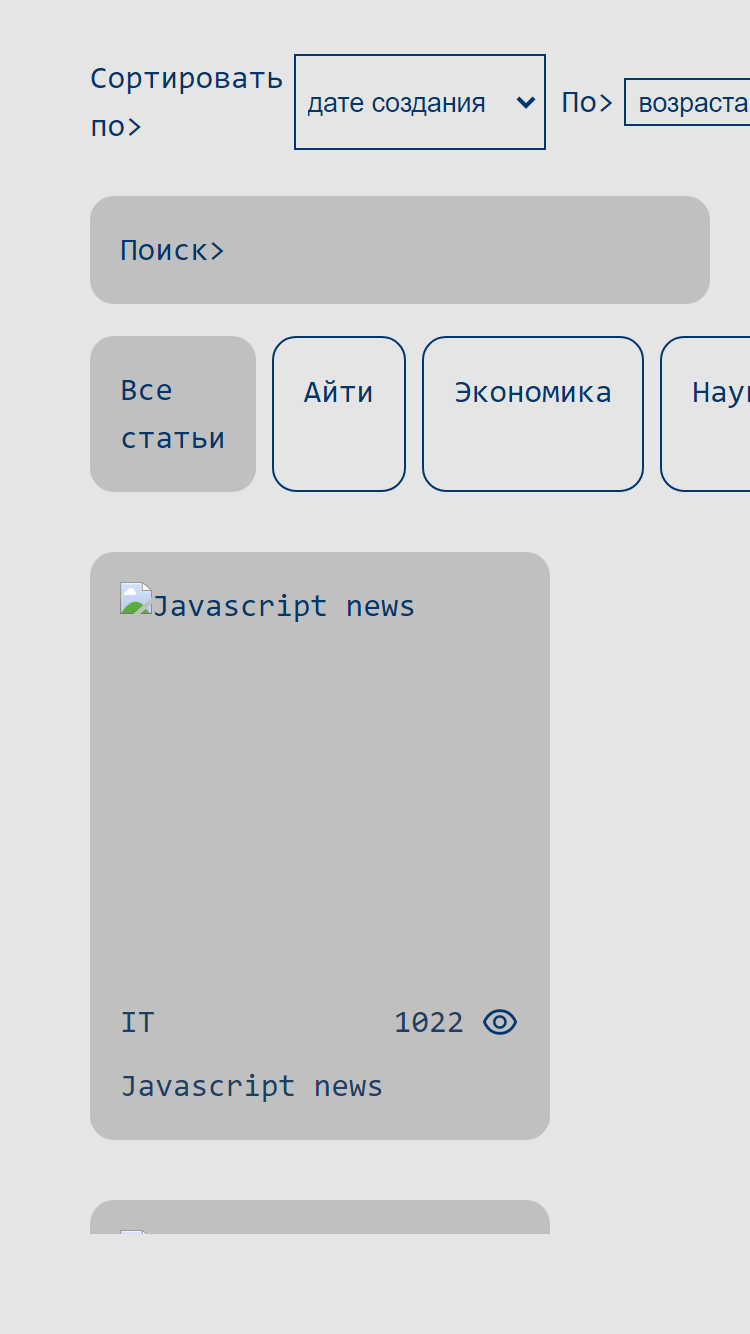 Сортировать
по>
дате создания
По>
возраста
Поиск>
Все
статьи
Айти
Экономика
Нау
Javascript news
IT
1022
Javascript news